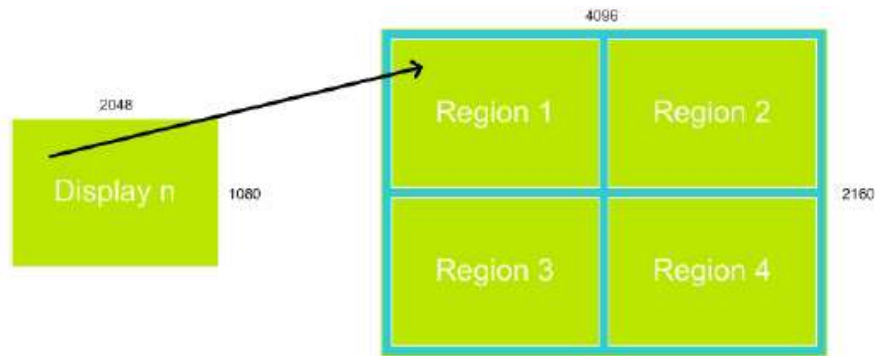 4096
2048
Region 1
Region 2
Display n
1080
2160
Region 3
Region 4